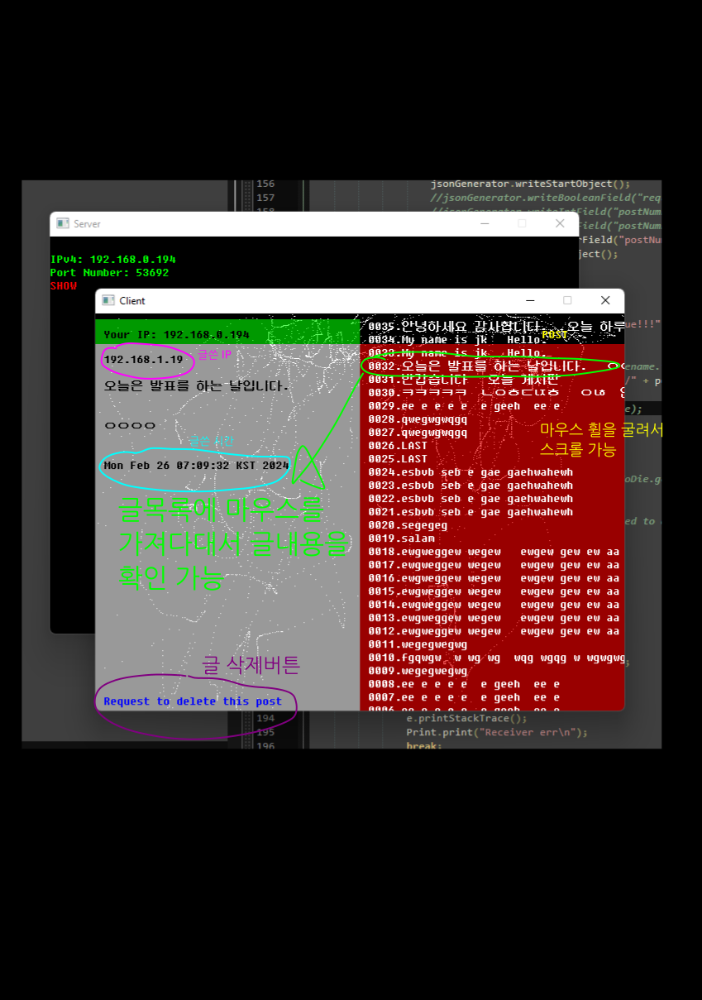 156
jsonGenerator.writeStartObject();
157
//jsonGenerator.writeBooleanField("req
Server
rField("postNum
ject();
IPv4: 192.168.0.194
Port Number: 53692
SHOW
Client
Your IP: 192.168.0.194
192.168.1.19
글쓴 IP
오늘은 발표를 하는 날입니다.
ㅇㅇㅇㅇ
글쓴 시간
Mon Feb 26 07:09:32 KST 2024
글목록에 마우스를
가져다대서 글내용을
확인 가능
글 삭제버튼
Request to delete this post
0035.안녕하세요 감사합니다. 오늘 하루
POST
0034.My name is jk Hello.
0033.My name is jk Hello.
0032.오늘은 발표를 하는 날입니다.
0031.반갑습니다 오늘 게시판
0030.ㅋㅋㅋㅋㅋ
0029.ee e e e e e geeh ee e
0028.qwegwgwqgq
0027.qwegwgwqgq
마우스 휠을 굴려서
스크롤 가능
0026.LAST
0025.LAST
0024.esbvb seb e gae gaehwahewh
0023.esbvb seb e gae gaehwahewh
0022.esbvb seb e gae gaehwahewh
0021.esbvb seb e gae gaehwahewh
0020.segegeg
0019.salam
0018.ewgweggew wegew ewgew gew ew aa
0017.ewgweggew wegew ewgew gew ew aa
0016.ewgweggew wegew ewgew gew ew aa
0015.ewgweggew wegew ewgew gew ew aa
0014.ewgweggew wegew ewgew gew ew aa
0013.ewgweggew wegew ewgew gew ew aa
0012.ewgweggew wegew ewgew gew ew aa
0011.wegegwegwg
0010.fgqwgw w wg wg wqg wgqg w wgwgwg
0009.wegegwegwg
0008.ee e e e e e geeh ee e
0007.ee e e e e e geeh ee e
0006.ee e e e e e geeh ee e
ue!!!"
ename.
/" + p
e);
oDie.g
ed to
194
e.printStackTrace();
195
Print.print("Receiver err\n");
196
break;